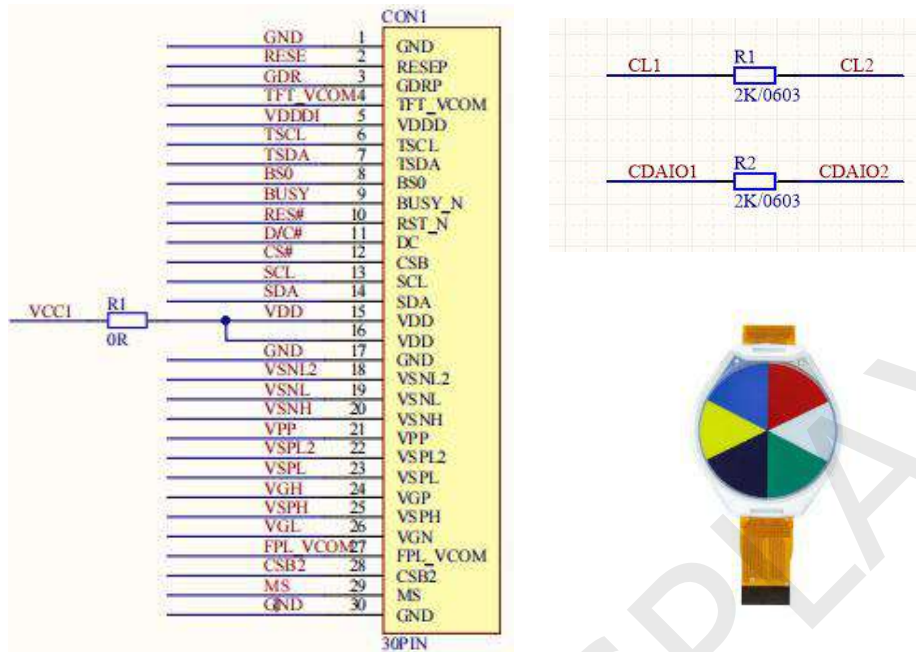 CON1
GND 1 GND
RESE 2 RESEP
GDR 3 GDRP
TFT_VCOM 4 TFT_VCOM
VDDDI 5 VDDD
TSCL 6 TSCL
TSDA 7 TSDA
BS0 8 BS0
BUSY 9 BUSY_N
RES# 10 RST_N
D/C# 11 DC
CS# 12 CSB
SCL 13 SCL
SDA 14 SDA
VCC1 R1 VDD 15 VDD
0R 16 VDD
GND 17 GND
VSNL2 18 VSNL2
VSNL 19 VSNL
VSNH 20 VSNH
VPP 21 VPP
VSPL2 22 VSPL2
VSPL 23 VSPL
VGH 24 VGP
VSPH 25 VSPH
VGL 26 VGN
FPL_VCOM 27 FPL_VCOM
CSB2 28 CSB2
MS 29 MS
GND 30 GND
30PIN
CL1 R1 CL2
2K/0603
CDAIO1 R2 CDAIO2
2K/0603